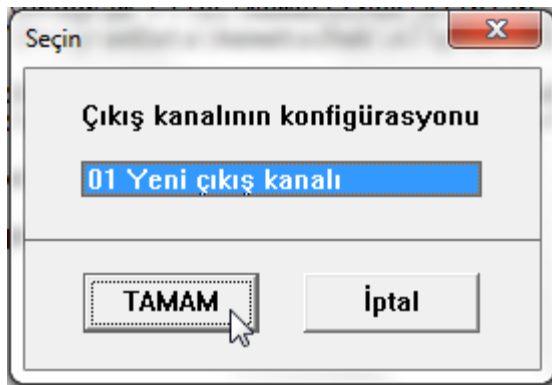 Seçin
Çıkış kanalının konfigürasyonu
01 Yeni çıkış kanalı
TAMAM
İptal